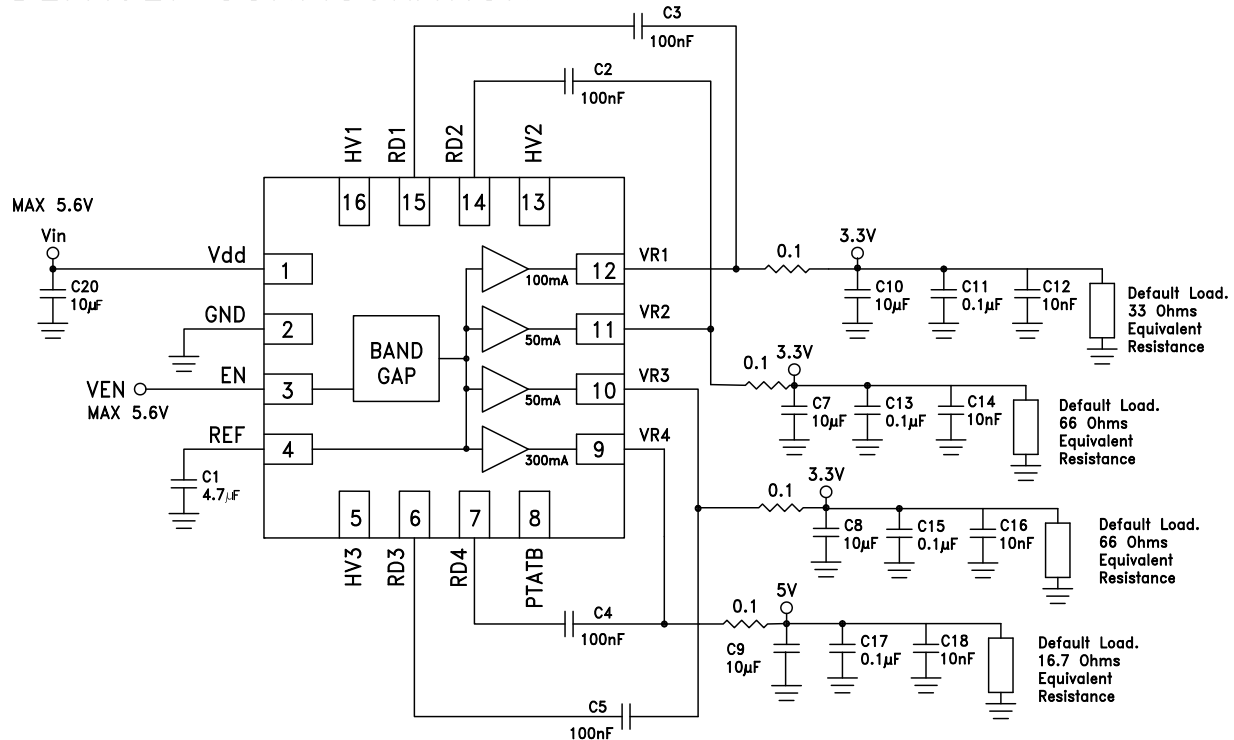 C3
100nF
C2
100nF
HV1
RD1
RD2
HV2
16
15
14
13
MAX 5.6V
Vin
Vdd
1
C20
10μF
GND
2
VEN
MAX 5.6V
EN
3
REF
4
C1
4.7μF
BAND
GAP
100mA
50mA
50mA
300mA
12
VR1
11
VR2
10
VR3
9
VR4
5
6
7
8
HV3
RD3
RD4
PTATB
0.1
3.3V
C10
10μF
C11
0.1μF
C12
10nF
Default Load.
33 Ohms
Equivalent
Resistance
0.1
3.3V
C7
10μF
C13
0.1μF
C14
10nF
Default Load.
66 Ohms
Equivalent
Resistance
0.1
3.3V
C8
10μF
C15
0.1μF
C16
10nF
Default Load.
66 Ohms
Equivalent
Resistance
0.1
5V
C9
10μF
C17
0.1μF
C18
10nF
Default Load.
16.7 Ohms
Equivalent
Resistance
C4
100nF
C5
100nF